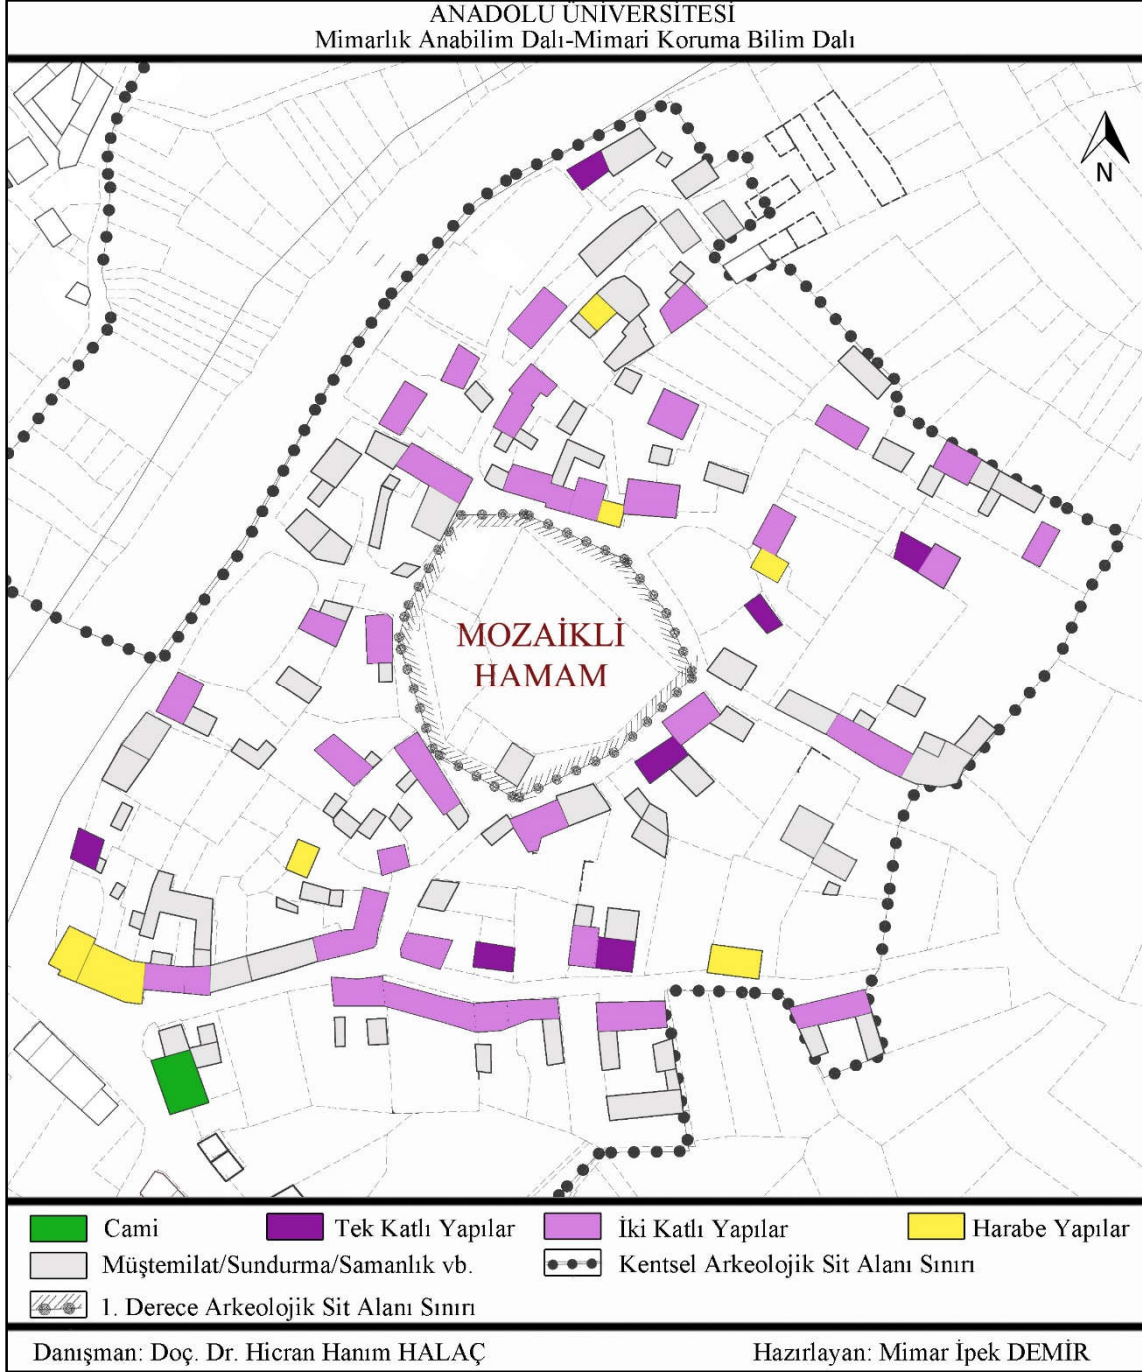 ANADOLU ÜNİVERSİTESİ
Mimarlık Anabilim Dalı-Mimari Koruma Bilim Dalı
N
MOZAİKLİ
HAMAM
Cami
Tek Katlı Yapılar
İki Katlı Yapılar
Harabe Yapılar
Müştemilat/Sundurma/Samanlık vb.
Kentsel Arkeolojik Sit Alanı Sınırı
1. Derece Arkeolojik Sit Alanı Sınırı
Danışman: Doç. Dr. Hicran Hanım HALAÇ
Hazırlayan: Mimar İpek DEMİR